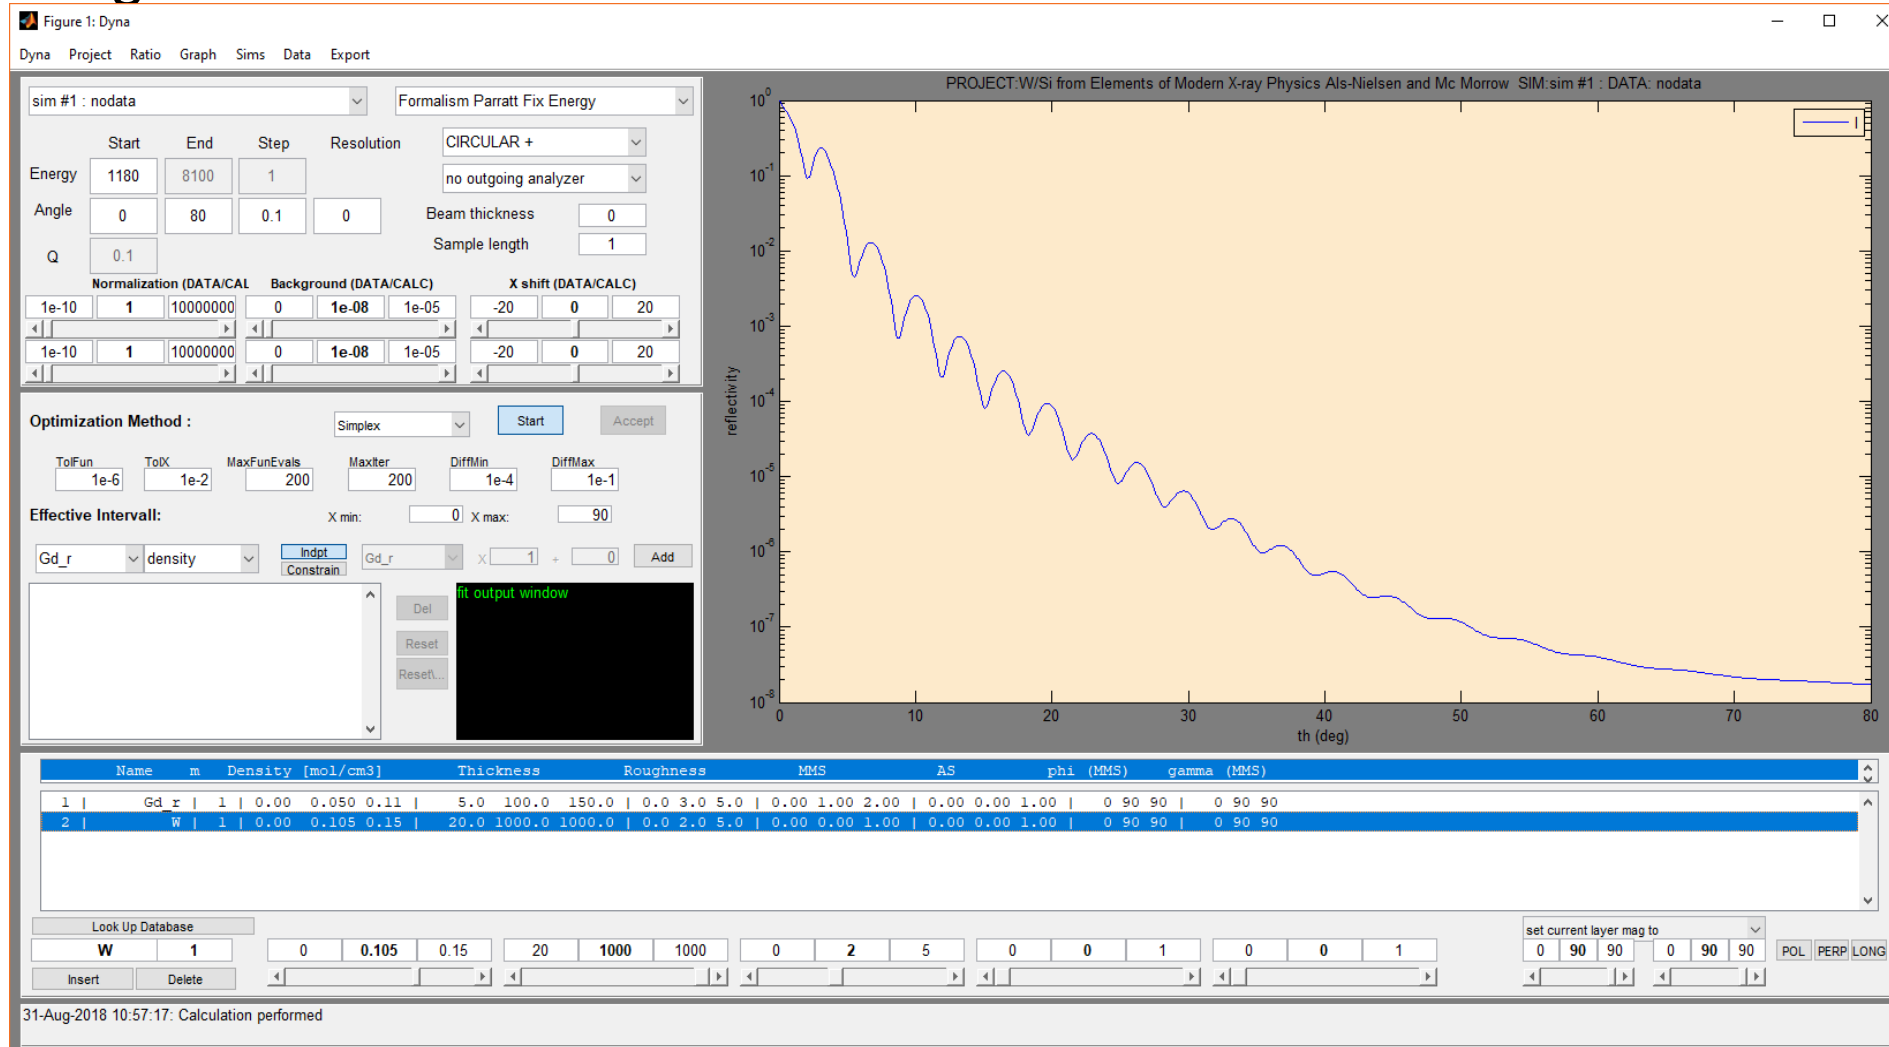 Figure 1: Dyna
Dyna Project Ratio Graph Sims Data Export
sim #1 : nodata
Formalism Parratt Fix Energy
Start End Step Resolution
CIRCULAR +
Energy 1180 8100 1
no outgoing analyzer
Angle 0 80 0.1 0
Beam thickness 0
Sample length 1
Q 0.1
Normalization (DATA/CAL Background (DATA/CALC) X shift (DATA/CALC)
1e-10 1 10000000 0 1e-08 1e-05 -20 0 20
1e-10 1 10000000 0 1e-08 1e-05 -20 0 20
Optimization Method :
Simplex
Start
Accept
TolFun TolX MaxFunEvals MaxIter DiffMin DiffMax
1e-6 1e-2 200 200 1e-4 1e-1
Effective Intervall:
X min: 0 X max: 90
Gd_r density Indpt Constrain Gd_r X 1 + 0 Add
Del
Reset
Reset\...
fit output window
PROJECT:W/Si from Elements of Modern X-ray Physics Als-Nielsen and Mc Morrow SIM:sim #1 : DATA: nodata
I
reflectivity
10^0
10^-1
10^-2
10^-3
10^-4
10^-5
10^-6
10^-7
10^-8
0 10 20 30 40 50 60 70 80
th (deg)
Name m Density [mol/cm3] Thickness Roughness MMS AS phi (MMS) gamma (MMS)
1 | Gd_r | 1 | 0.00 0.050 0.11 | 5.0 100.0 150.0 | 0.0 3.0 5.0 | 0.00 1.00 2.00 | 0.00 0.00 1.00 | 0 90 90 | 0 90 90
2 | W | 1 | 0.00 0.105 0.15 | 20.0 1000.0 1000.0 | 0.0 2.0 5.0 | 0.00 0.00 1.00 | 0.00 0.00 1.00 | 0 90 90 | 0 90 90
Look Up Database
set current layer mag to
W 1 0 0.105 0.15 20 1000 1000 0 2 5 0 0 1 0 0 1 0 90 90 0 90 90 POL PERP LONG
Insert Delete
31-Aug-2018 10:57:17: Calculation performed